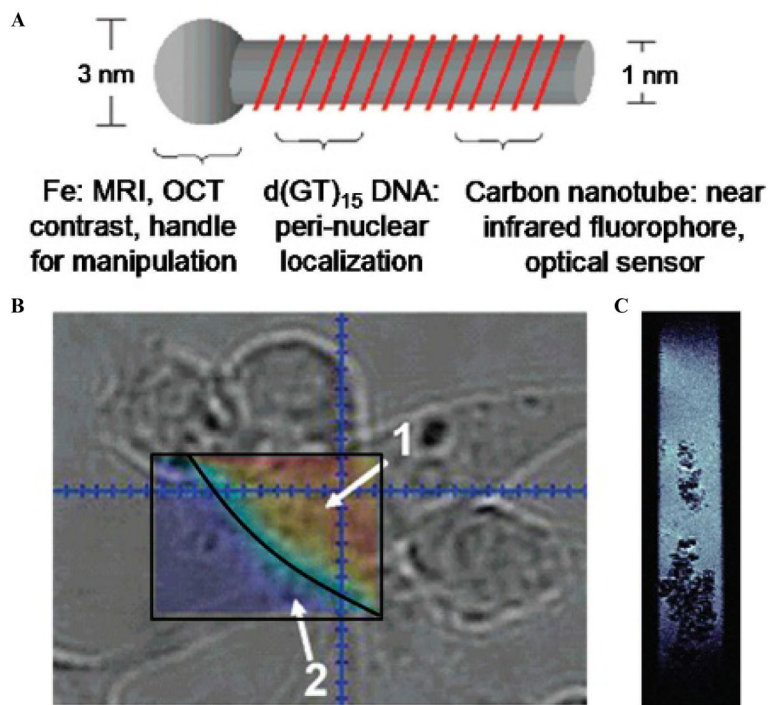 A
3 nm
1 nm
Fe: MRI, OCT
contrast, handle
for manipulation
d(GT)15 DNA:
peri-nuclear
localization
Carbon nanotube: near
infrared fluorophore,
optical sensor
B
1
2
C